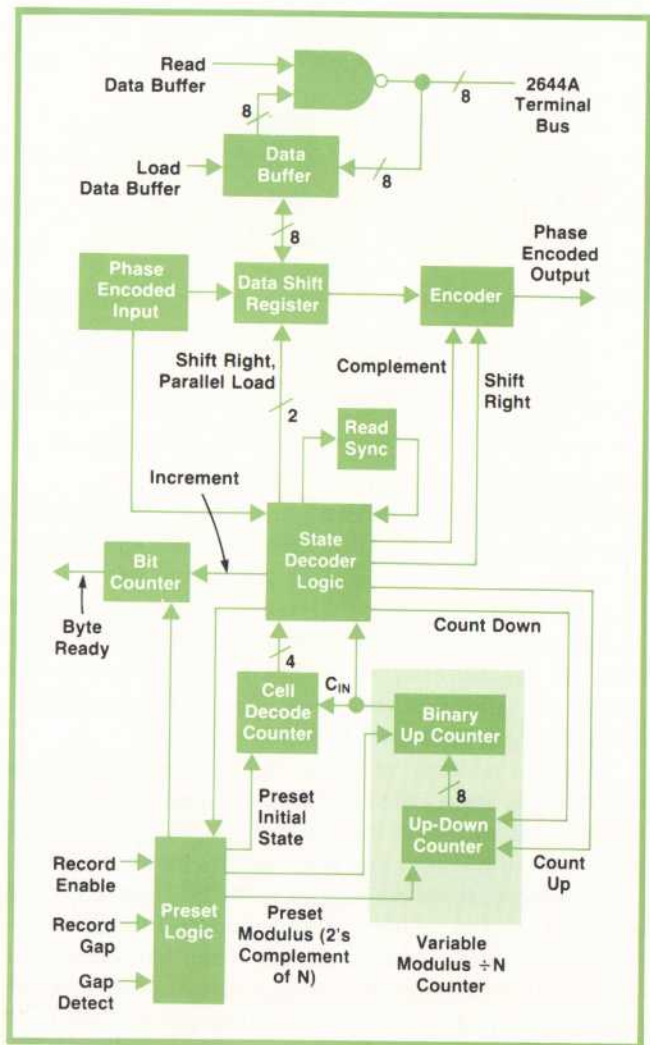 Read
Data Buffer
8
8
2644A
Terminal
Bus
Load
Data Buffer
Data
Buffer
8
8
Phase
Encoded
Input
Data Shift
Register
Encoder
Phase
Encoded
Output
Shift Right,
Parallel Load
2
Complement
Shift
Right
Read
Sync
Increment
State
Decoder
Logic
Bit
Counter
Byte
Ready
Count Down
4
CIN
Cell
Decode
Counter
Binary
Up Counter
8
Preset
Initial
State
Up-Down
Counter
Count
Up
Record
Enable
Record
Gap
Gap
Detect
Preset
Logic
Preset
Modulus (2's
Complement
of N)
Variable
Modulus ÷N
Counter